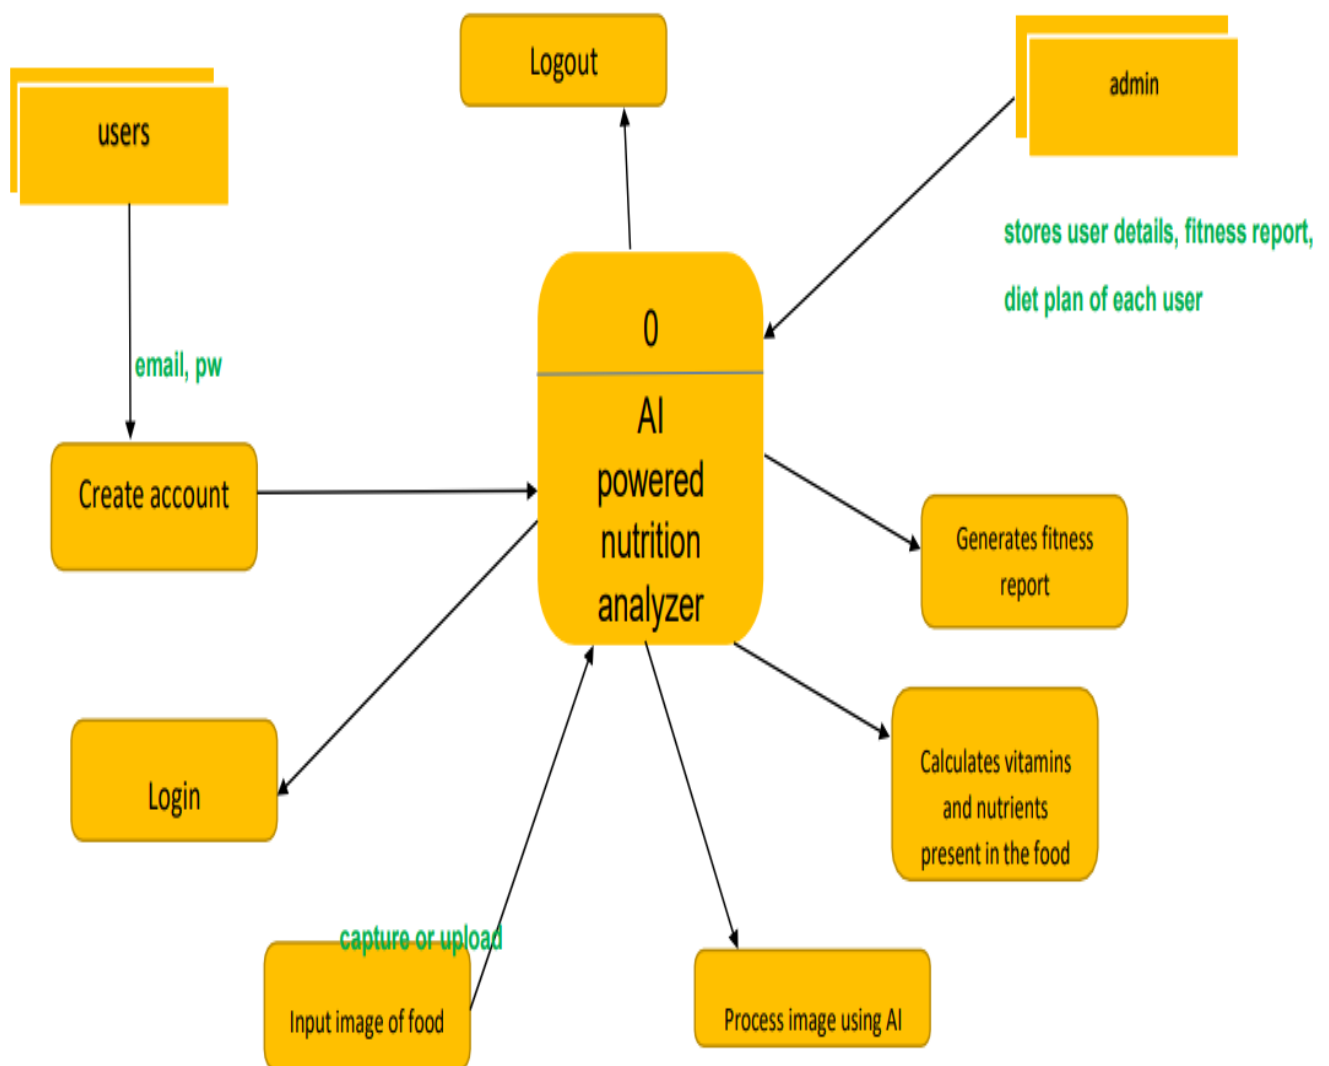 Logout
admin
users
stores user details, fitness report,
diet plan of each user
0
email, pw
AI
powered
nutrition
analyzer
Create account
Generates fitness
report
Login
Calculates vitamins
and nutrients
present in the food
capture or upload
Input image of food
Process image using AI